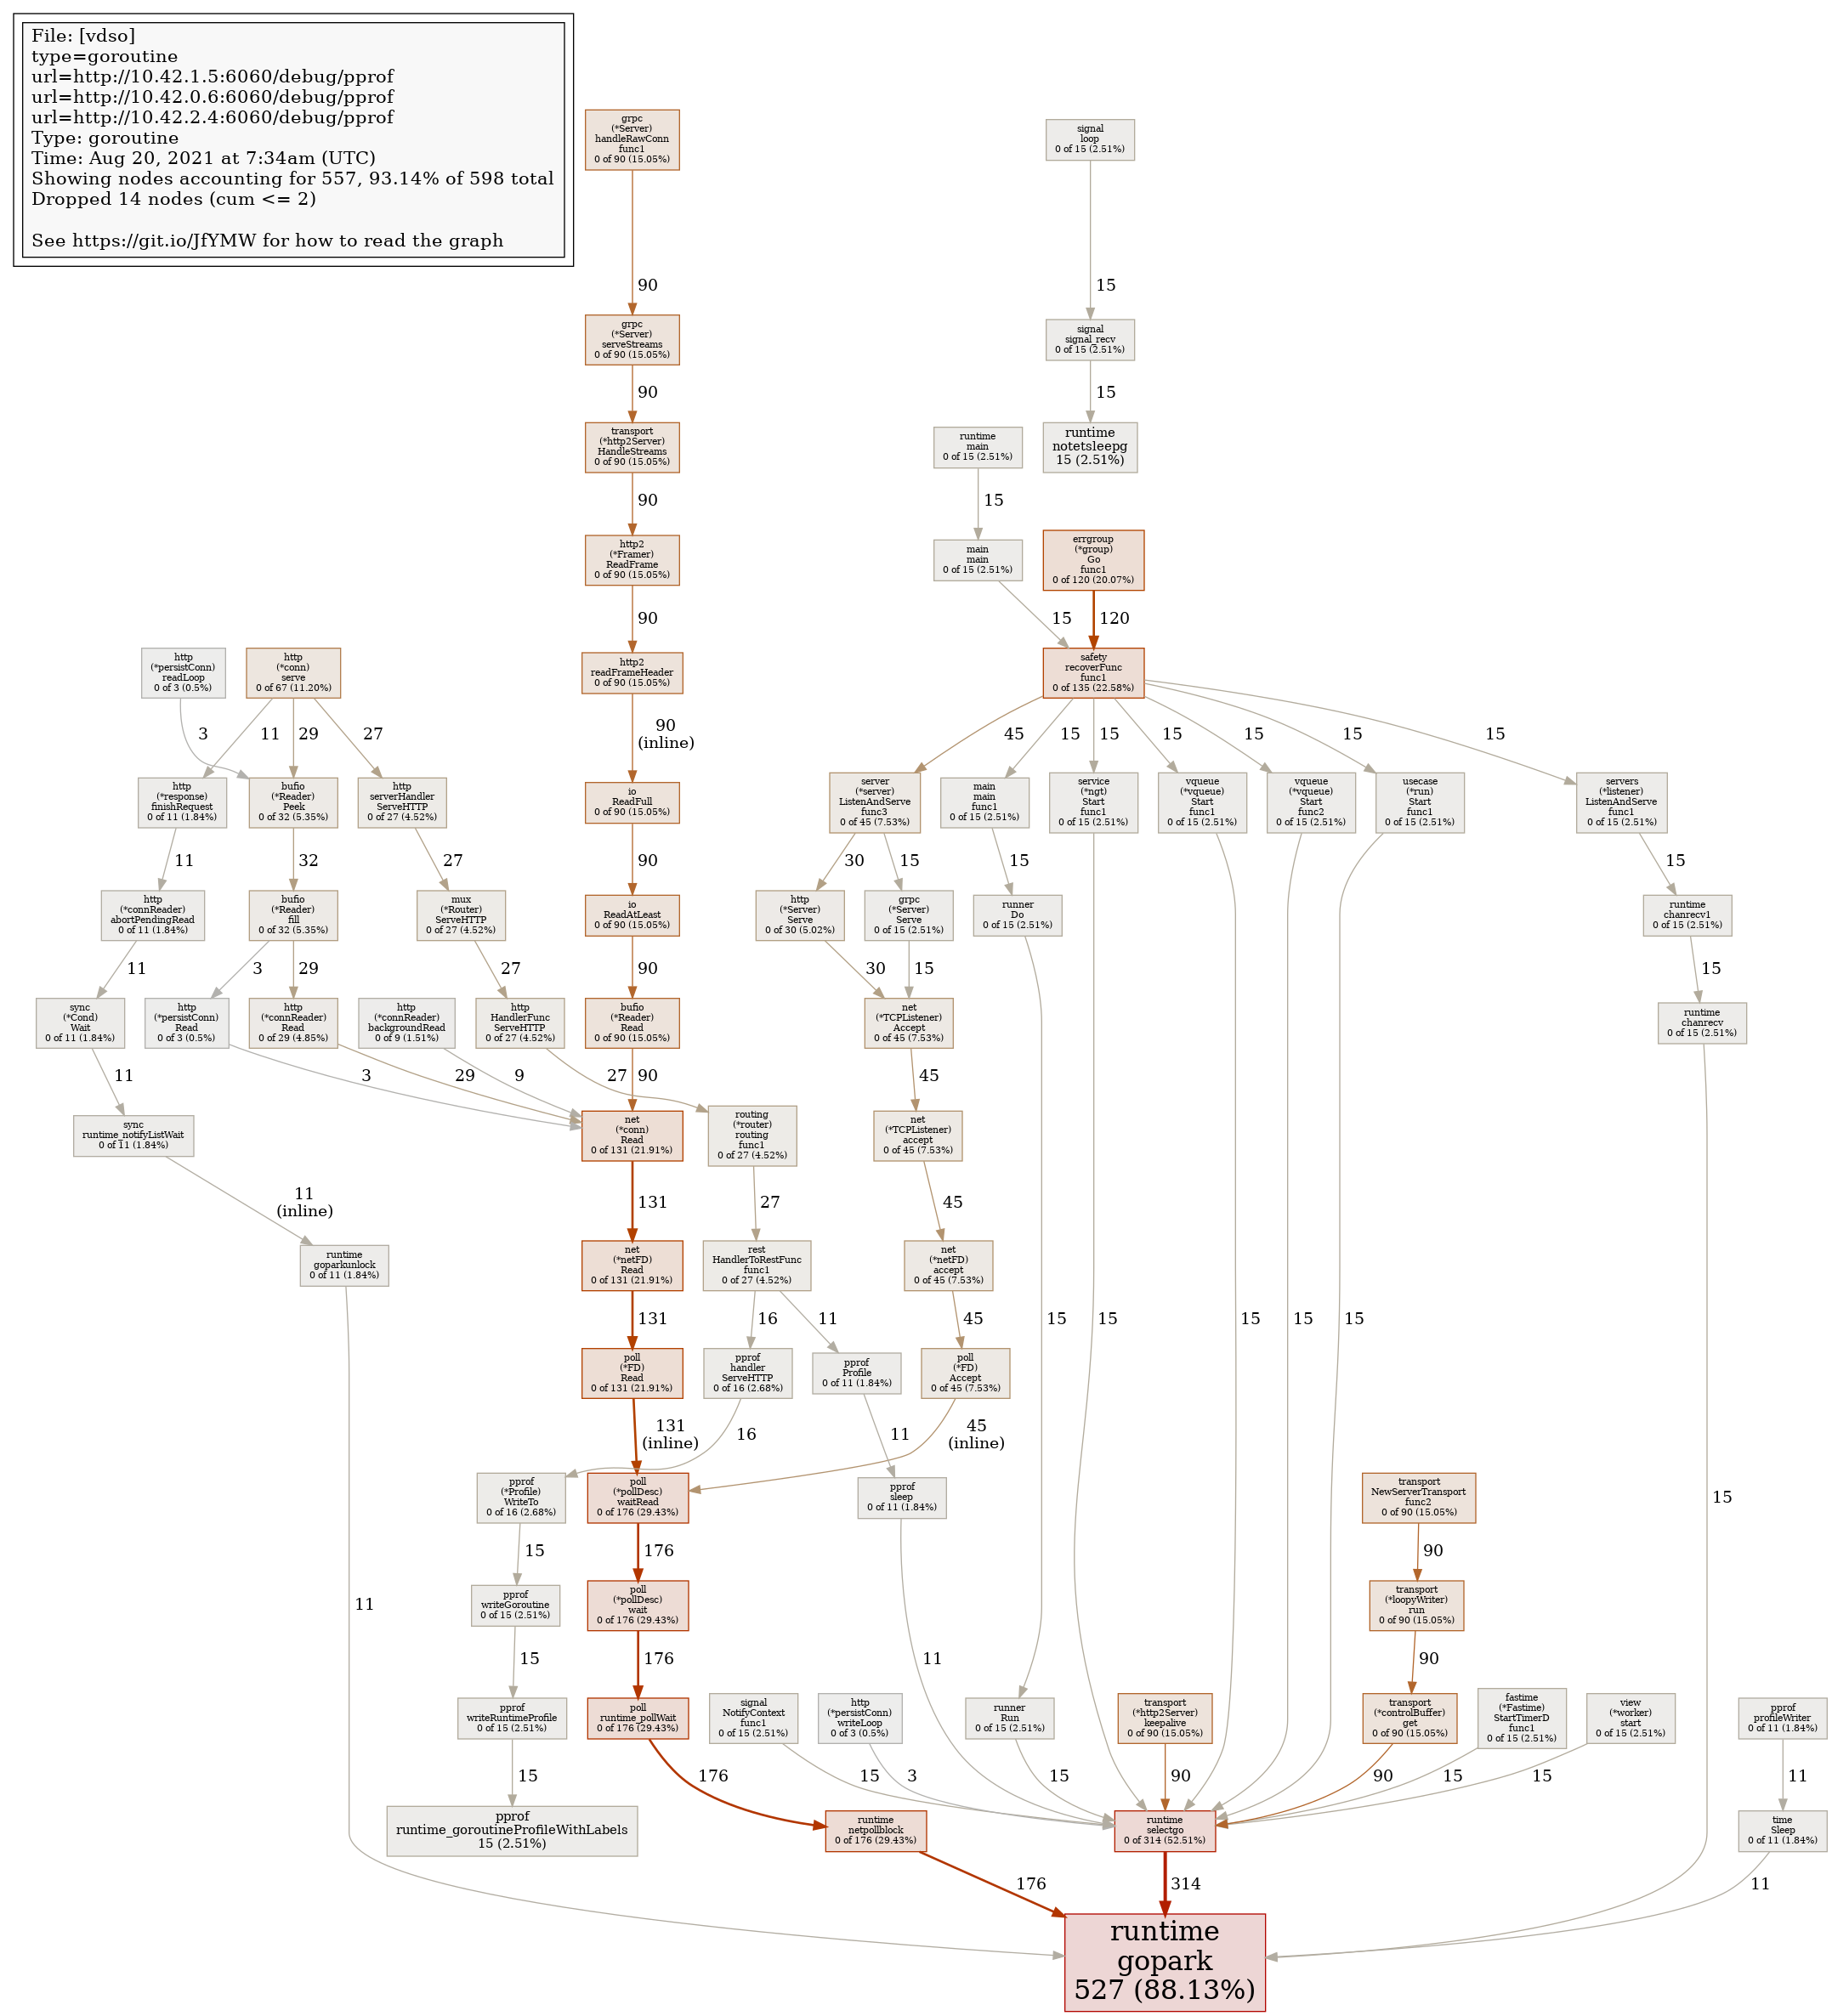 File: [vdso]
type=goroutine
url=http://10.42.1.5:6060/debug/pprof
url=http://10.42.0.6:6060/debug/pprof
url=http://10.42.2.4:6060/debug/pprof
Type: goroutine
Time: Aug 20, 2021 at 7:34am (UTC)
Showing nodes accounting for 557, 93.14% of 598 total
Dropped 14 nodes (cum <= 2)
See https://git.io/JfYMW for how to read the graph
grpc
(*Server)
handleRawConn
func1
0 of 90 (15.05%)
90
grpc
(*Server)
serveStreams
0 of 90 (15.05%)
90
transport
(*http2Server)
HandleStreams
0 of 90 (15.05%)
90
http2
(*Framer)
ReadFrame
0 of 90 (15.05%)
90
http2
readFrameHeader
0 of 90 (15.05%)
90
(inline)
io
ReadFull
0 of 90 (15.05%)
90
io
ReadAtLeast
0 of 90 (15.05%)
90
bufio
(*Reader)
Read
0 of 90 (15.05%)
90
signal
loop
0 of 15 (2.51%)
15
signal
signal_recv
0 of 15 (2.51%)
15
runtime
notetsleepg
15 (2.51%)
runtime
main
0 of 15 (2.51%)
15
main
main
0 of 15 (2.51%)
15
errgroup
(*group)
Go
func1
0 of 120 (20.07%)
120
safety
recoverFunc
func1
0 of 135 (22.58%)
45
15
15
15
15
15
15
http
(*persistConn)
readLoop
0 of 3 (0.5%)
3
http
(*conn)
serve
0 of 67 (11.20%)
11
29
27
http
(*response)
finishRequest
0 of 11 (1.84%)
11
bufio
(*Reader)
Peek
0 of 32 (5.35%)
32
http
serverHandler
ServeHTTP
0 of 27 (4.52%)
27
http
(*connReader)
abortPendingRead
0 of 11 (1.84%)
11
bufio
(*Reader)
fill
0 of 32 (5.35%)
3
29
mux
(*Router)
ServeHTTP
0 of 27 (4.52%)
27
sync
(*Cond)
Wait
0 of 11 (1.84%)
11
http
(*persistConn)
Read
0 of 3 (0.5%)
3
http
(*connReader)
Read
0 of 29 (4.85%)
29
http
(*connReader)
backgroundRead
0 of 9 (1.51%)
9
http
HandlerFunc
ServeHTTP
0 of 27 (4.52%)
27
sync
runtime_notifyListWait
0 of 11 (1.84%)
11
(inline)
runtime
goparkunlock
0 of 11 (1.84%)
11
net
(*conn)
Read
0 of 131 (21.91%)
131
net
(*netFD)
Read
0 of 131 (21.91%)
131
poll
(*FD)
Read
0 of 131 (21.91%)
131
(inline)
routing
(*router)
routing
func1
0 of 27 (4.52%)
27
rest
HandlerToRestFunc
func1
0 of 27 (4.52%)
16
11
pprof
handler
ServeHTTP
0 of 16 (2.68%)
16
pprof
Profile
0 of 11 (1.84%)
11
pprof
sleep
0 of 11 (1.84%)
11
server
(*server)
ListenAndServe
func3
0 of 45 (7.53%)
30
15
http
(*Server)
Serve
0 of 30 (5.02%)
30
grpc
(*Server)
Serve
0 of 15 (2.51%)
15
net
(*TCPListener)
Accept
0 of 45 (7.53%)
45
net
(*TCPListener)
accept
0 of 45 (7.53%)
45
net
(*netFD)
accept
0 of 45 (7.53%)
45
poll
(*FD)
Accept
0 of 45 (7.53%)
45
(inline)
main
main
func1
0 of 15 (2.51%)
15
runner
Do
0 of 15 (2.51%)
15
service
(*ngt)
Start
func1
0 of 15 (2.51%)
15
vqueue
(*vqueue)
Start
func1
0 of 15 (2.51%)
15
vqueue
(*vqueue)
Start
func2
0 of 15 (2.51%)
15
usecase
(*run)
Start
func1
0 of 15 (2.51%)
15
servers
(*listener)
ListenAndServe
func1
0 of 15 (2.51%)
15
runtime
chanrecv1
0 of 15 (2.51%)
15
runtime
chanrecv
0 of 15 (2.51%)
15
pprof
(*Profile)
WriteTo
0 of 16 (2.68%)
15
pprof
writeGoroutine
0 of 15 (2.51%)
15
pprof
writeRuntimeProfile
0 of 15 (2.51%)
15
pprof
runtime_goroutineProfileWithLabels
15 (2.51%)
poll
(*pollDesc)
waitRead
0 of 176 (29.43%)
176
poll
(*pollDesc)
wait
0 of 176 (29.43%)
176
poll
runtime_pollWait
0 of 176 (29.43%)
176
runtime
netpollblock
0 of 176 (29.43%)
176
signal
NotifyContext
func1
0 of 15 (2.51%)
15
http
(*persistConn)
writeLoop
0 of 3 (0.5%)
3
runner
Run
0 of 15 (2.51%)
15
transport
(*http2Server)
keepalive
0 of 90 (15.05%)
90
transport
NewServerTransport
func2
0 of 90 (15.05%)
90
transport
(*loopyWriter)
run
0 of 90 (15.05%)
90
transport
(*controlBuffer)
get
0 of 90 (15.05%)
90
fastime
(*Fastime)
StartTimerD
func1
0 of 15 (2.51%)
15
view
(*worker)
start
0 of 15 (2.51%)
15
pprof
profileWriter
0 of 11 (1.84%)
11
time
Sleep
0 of 11 (1.84%)
11
runtime
selectgo
0 of 314 (52.51%)
314
runtime
gopark
527 (88.13%)